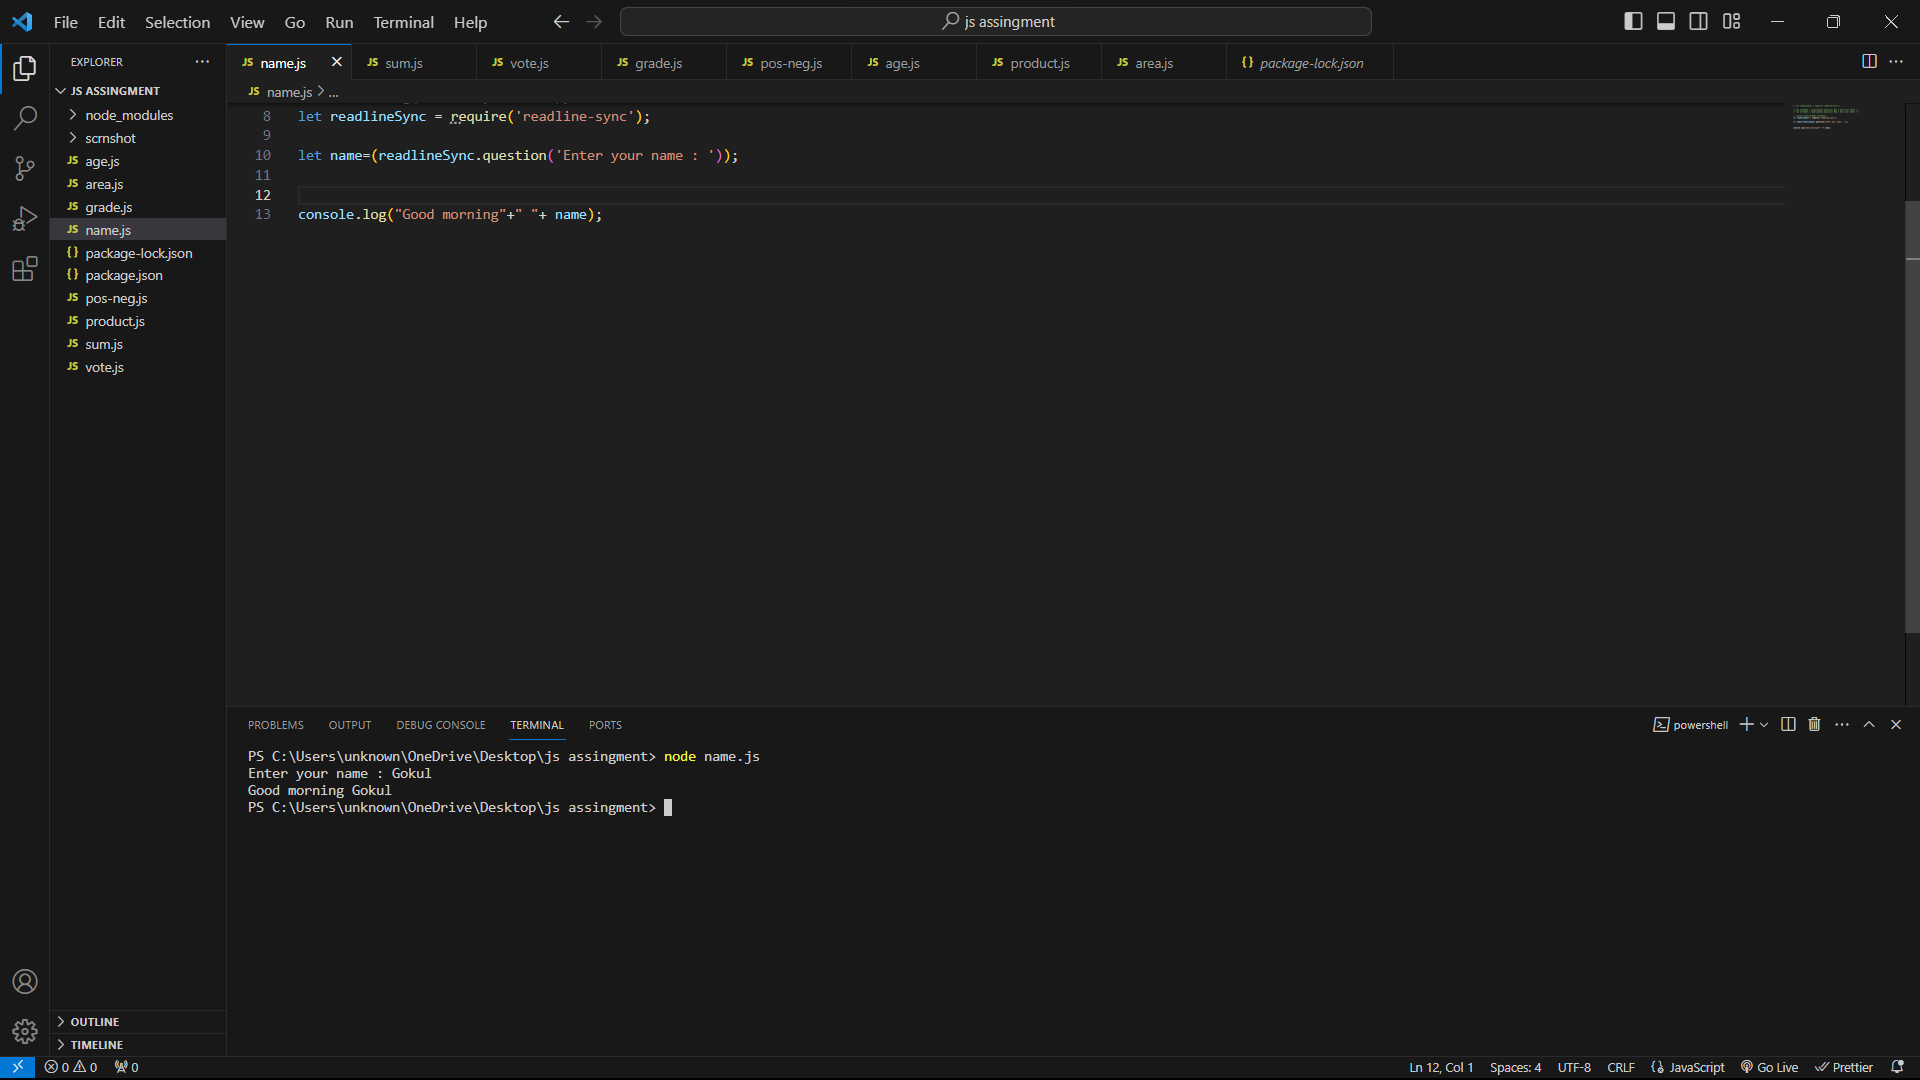 File Edit Selection View Go Run Terminal Help
js assingment
EXPLORER
JS ASSINGMENT
node_modules
scrnshot
JS age.js
JS area.js
JS grade.js
JS name.js
{} package-lock.json
{} package.json
JS pos-neg.js
JS product.js
JS sum.js
JS vote.js
OUTLINE
TIMELINE
JS name.js JS sum.js JS vote.js JS grade.js JS pos-neg.js JS age.js JS product.js JS area.js {} package-lock.json
JS name.js > ...
8 let readlineSync = require('readline-sync');
9
10 let name=(readlineSync.question('Enter your name : '));
11
12
13 console.log("Good morning"+" "+ name);
PROBLEMS OUTPUT DEBUG CONSOLE TERMINAL PORTS
powershell
PS C:\Users\unknown\OneDrive\Desktop\js assingment> node name.js
Enter your name : Gokul
Good morning Gokul
PS C:\Users\unknown\OneDrive\Desktop\js assingment>
0 0 0
Ln 12, Col 1 Spaces: 4 UTF-8 CRLF {} JavaScript Go Live Prettier